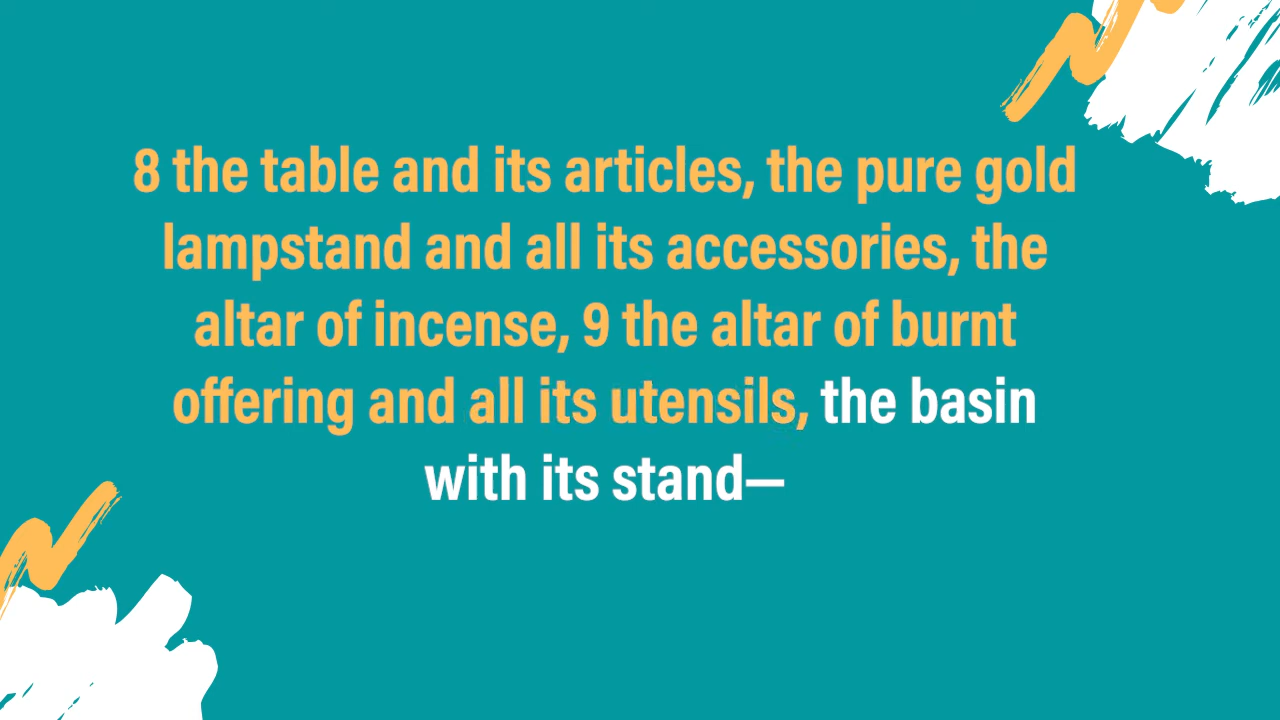 8 the table and its articles, the pure gold
lampstand and all its accessories, the
altar of incense, 9 the altar of burnt
offering and all its utensils, the basin
with its stand—